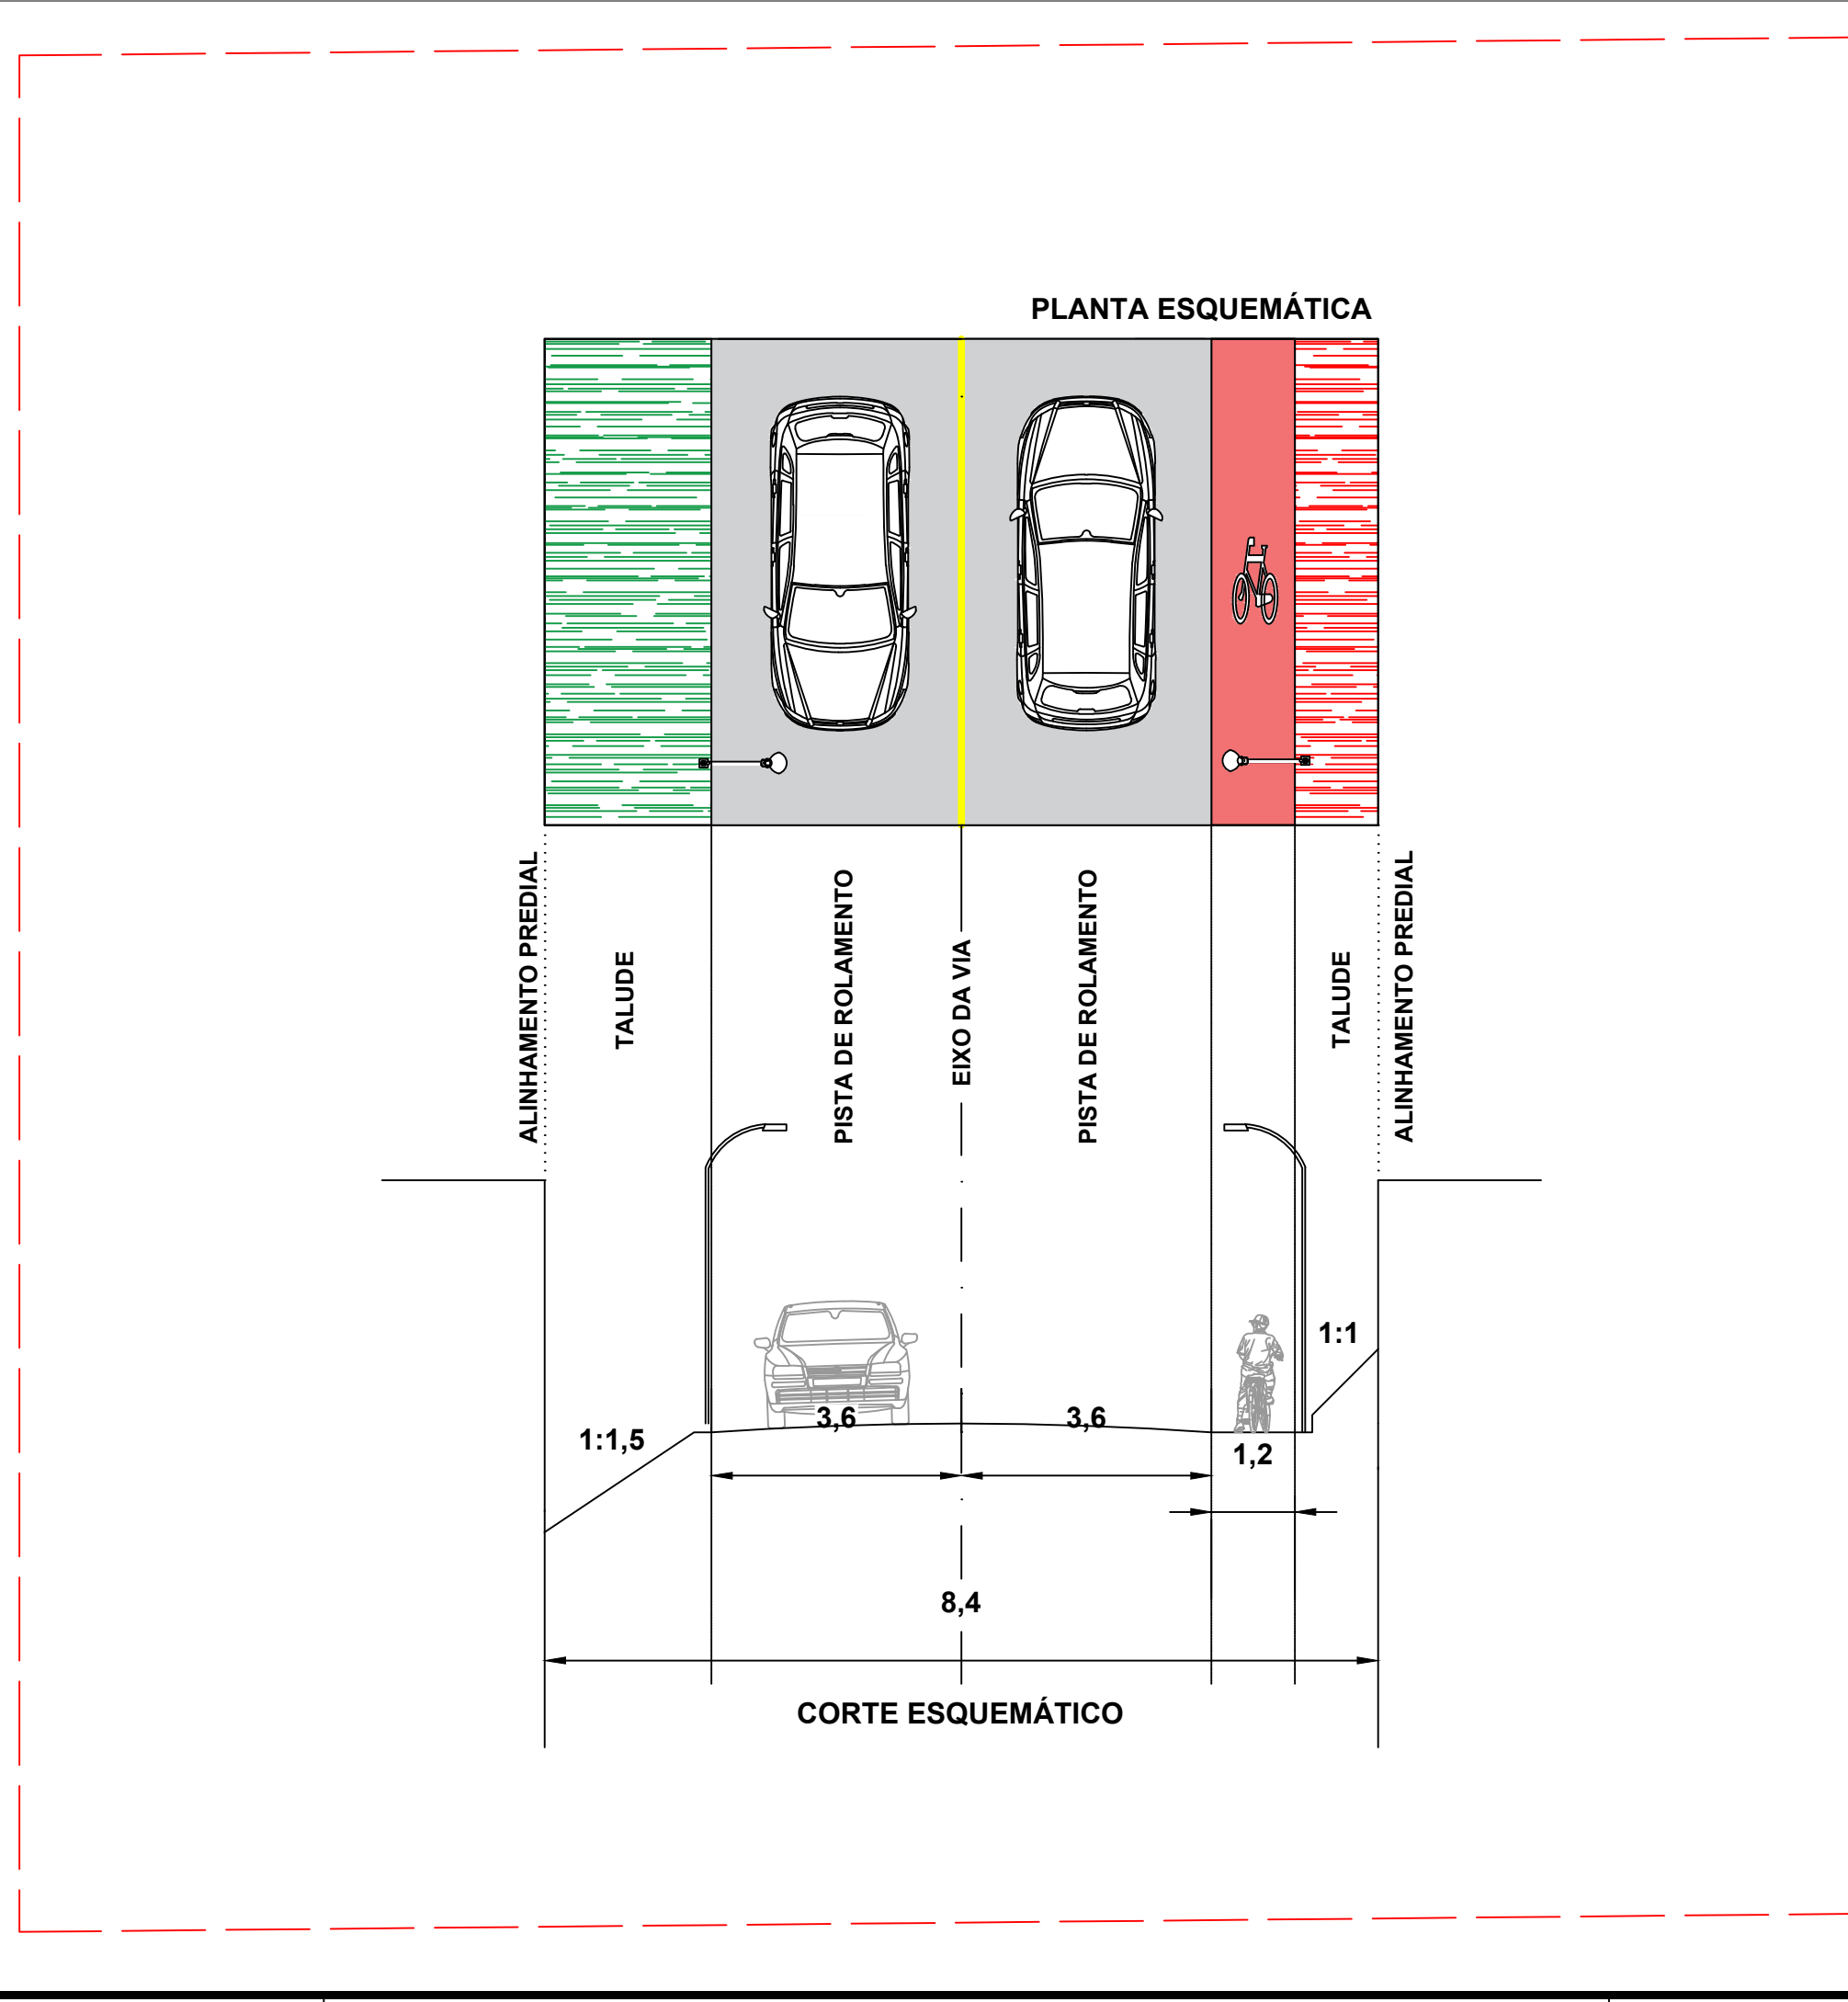 PLANTA ESQUEMÁTICA
ALINHAMENTO PREDIAL
TALUDE
PISTA DE ROLAMENTO
EIXO DA VIA
PISTA DE ROLAMENTO
TALUDE
ALINHAMENTO PREDIAL
1:1
3,6
3,6
1:1,5
1,2
8,4
CORTE ESQUEMÁTICO